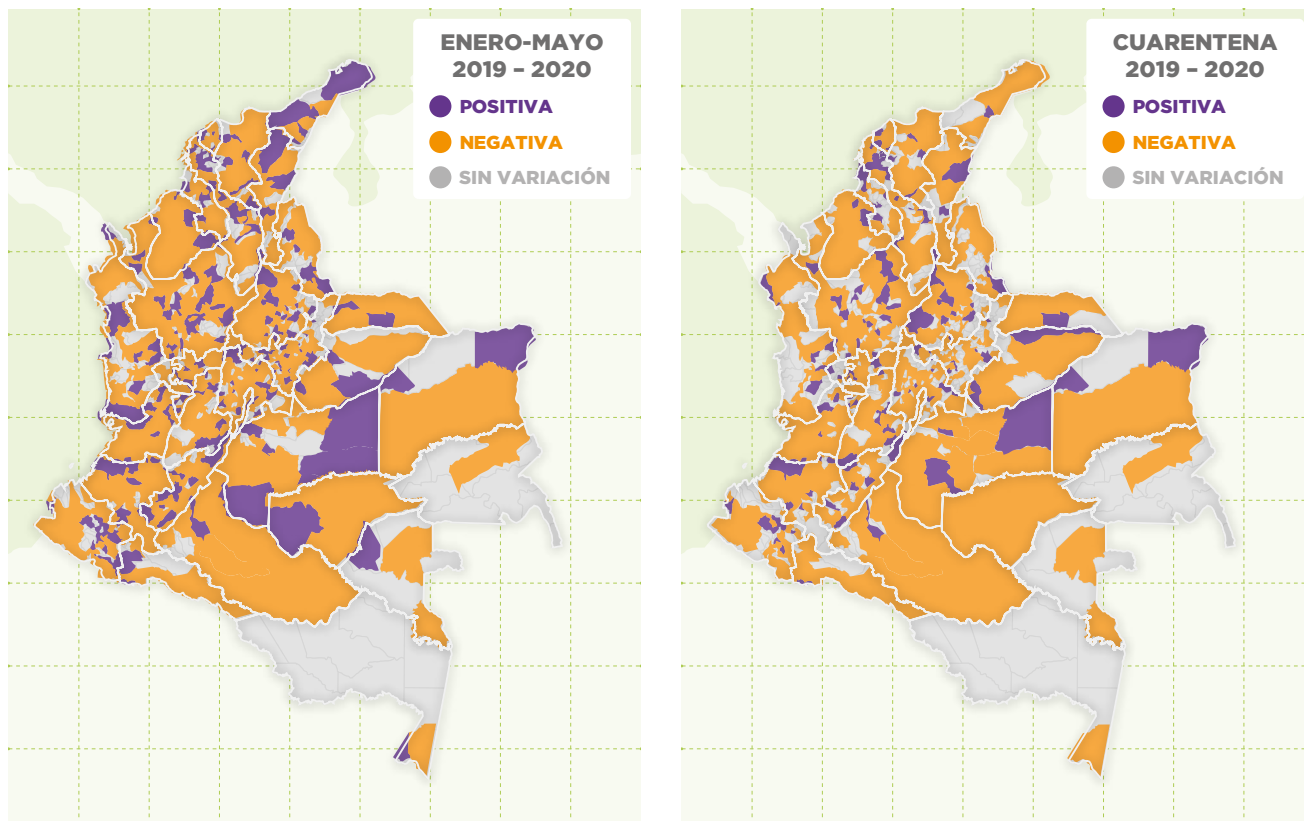 ENERO-MAYO
2019 – 2020
POSITIVA
NEGATIVA
SIN VARIACIÓN
CUARENTENA
2019 – 2020
POSITIVA
NEGATIVA
SIN VARIACIÓN